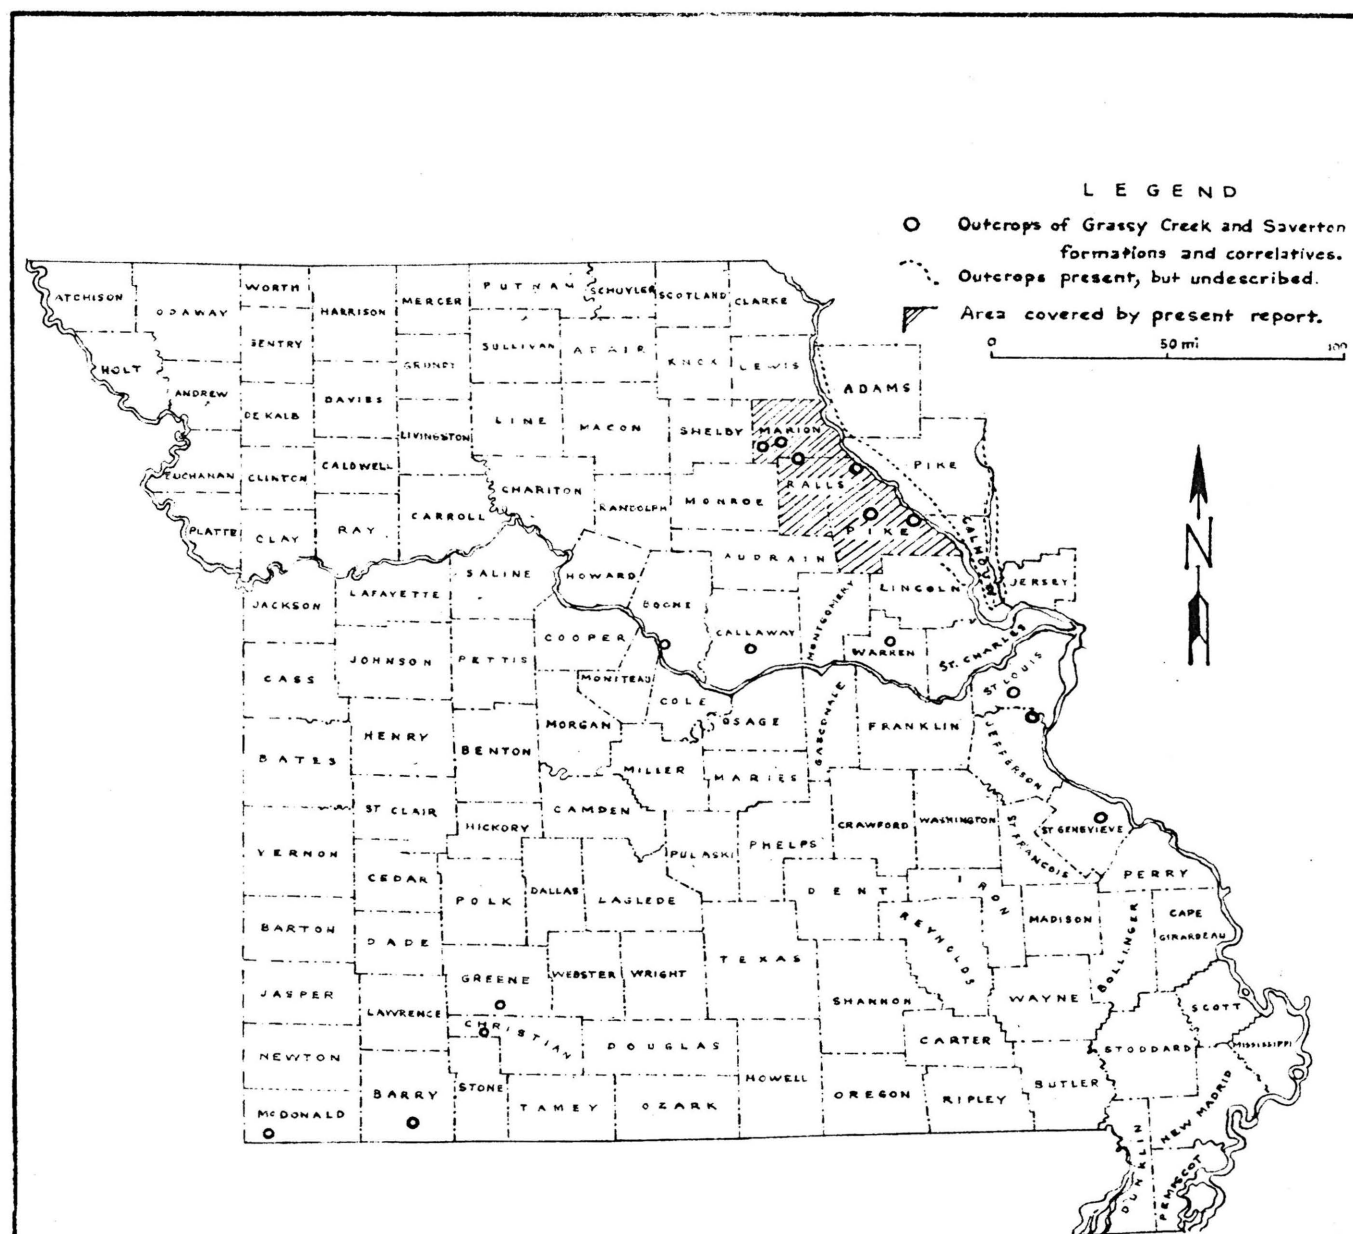 LEGEND
Outcrops of Grassy Creek and Saverton
formations and correlatives.
Outcrops present, but undescribed.
Area covered by present report.
0 50 mi 100
N
ATCHISON
ODAWAY
WORTH
HARRISON
MERCER
PUTNAM
SCHUYLER
SCOTLAND
CLARKE
HOLT
GENTRY
GRUNDY
SULLIVAN
ADAIR
KNOX
LEWIS
ADAMS
ANDREW
DE KALB
DAVIES
LIVINGSTON
LINE
MACON
SHELBY
MARION
PIKE
BUCHANAN
CLINTON
CALDWELL
CHARITON
RANDOLPH
MONROE
RALLS
PLATTE
CLAY
RAY
CARROLL
AUDRAIN
PIKE
CALHOUN
JERSEY
JACKSON
LAFAYETTE
SALINE
HOWARD
BOONE
CALLAWAY
MONTGOMERY
LINCOLN
WARREN
ST. CHARLES
ST LOUIS
CASS
JOHNSON
PETTIS
COOPER
MONITEAU
COLE
OSAGE
GASCONALE
FRANKLIN
JEFFERSON
BATES
HENRY
BENTON
MORGAN
MILLER
MARIES
ST CLAIR
HICKORY
CAMDEN
PULASKI
PHELPS
CRAWFORD
WASHINGTON
ST FRANCOIS
ST GENEVIEVE
PERRY
VERNON
CEDAR
POLK
DALLAS
LACLEDE
DENT
IRON
REYNOLDS
MADISON
BOLLINGER
CAPE
GIRARDEAU
BARTON
DADE
GREENE
WEBSTER
WRIGHT
TEXAS
SHANNON
WAYNE
SCOTT
MISSISSIPPI
JASPER
LAWRENCE
CHRISTIAN
DOUGLAS
CARTER
STODDARD
NEWTON
BARRY
STONE
TAMEY
OZARK
HOWELL
OREGON
RIPLEY
BUTLER
NEW MADRID
McDONALD
DUNKLIN
PEMISCOT